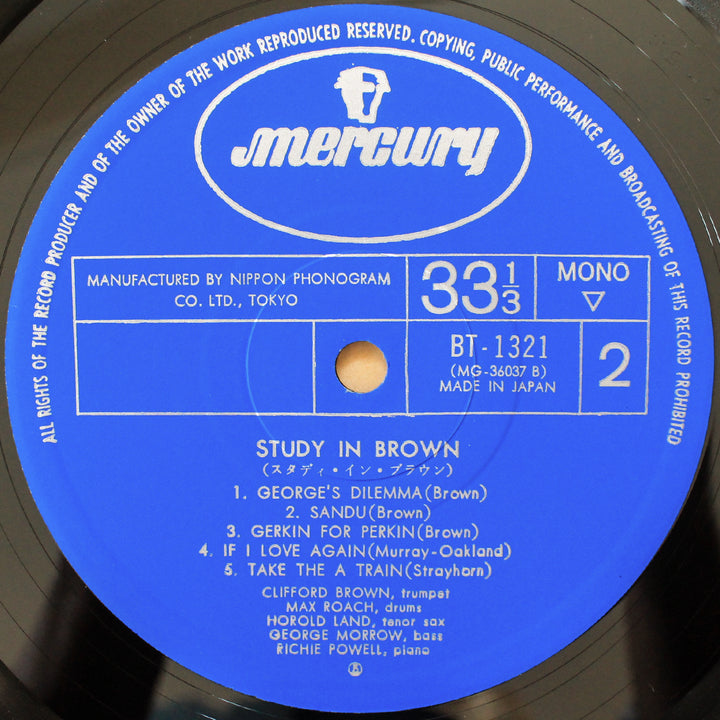 ALL RIGHTS OF THE RECORD PRODUCER AND OF THE OWNER OF THE WORK REPRODUCED RESERVED. COPYING, PUBLIC PERFORMANCE AND BROADCASTING OF THIS RECORD PROHIBITED
mercury
MANUFACTURED BY NIPPON PHONOGRAM
CO. LTD., TOKYO
33 1/3
MONO
▽
BT-1321
(MG-36037 B)
MADE IN JAPAN
2
STUDY IN BROWN
(スタディ・イン・ブラウン)
1. GEORGE'S DILEMMA(Brown)
2. SANDU(Brown)
3. GERKIN FOR PERKIN(Brown)
4. IF I LOVE AGAIN(Murray-Oakland)
5. TAKE THE A TRAIN(Strayhorn)
CLIFFORD BROWN, trumpet
MAX ROACH, drums
HOROLD LAND, tenor sax
GEORGE MORROW, bass
RICHIE POWELL, piano